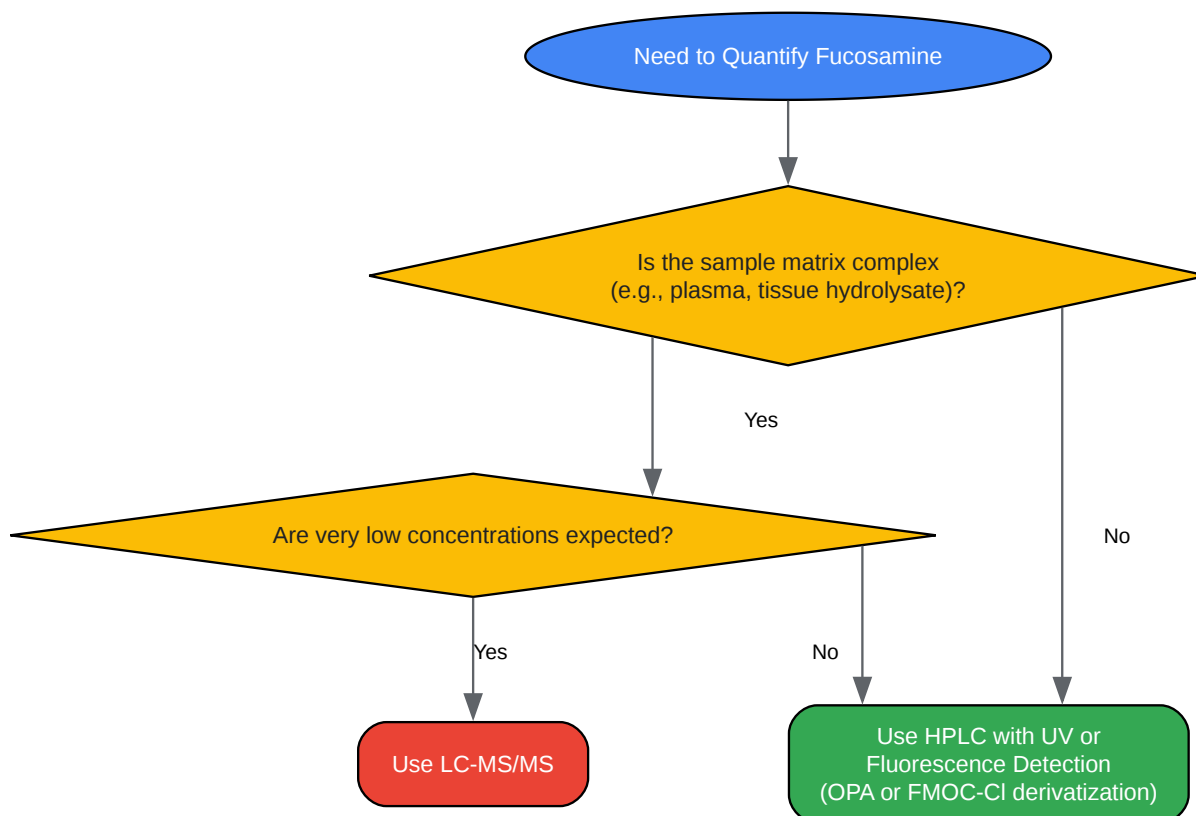 Need to Quantify Fucosamine
Is the sample matrix complex
(e.g., plasma, tissue hydrolysate)?
Yes
No
Are very low concentrations expected?
Yes
No
Use LC-MS/MS
Use HPLC with UV or
Fluorescence Detection
(OPA or FMOC-Cl derivatization)